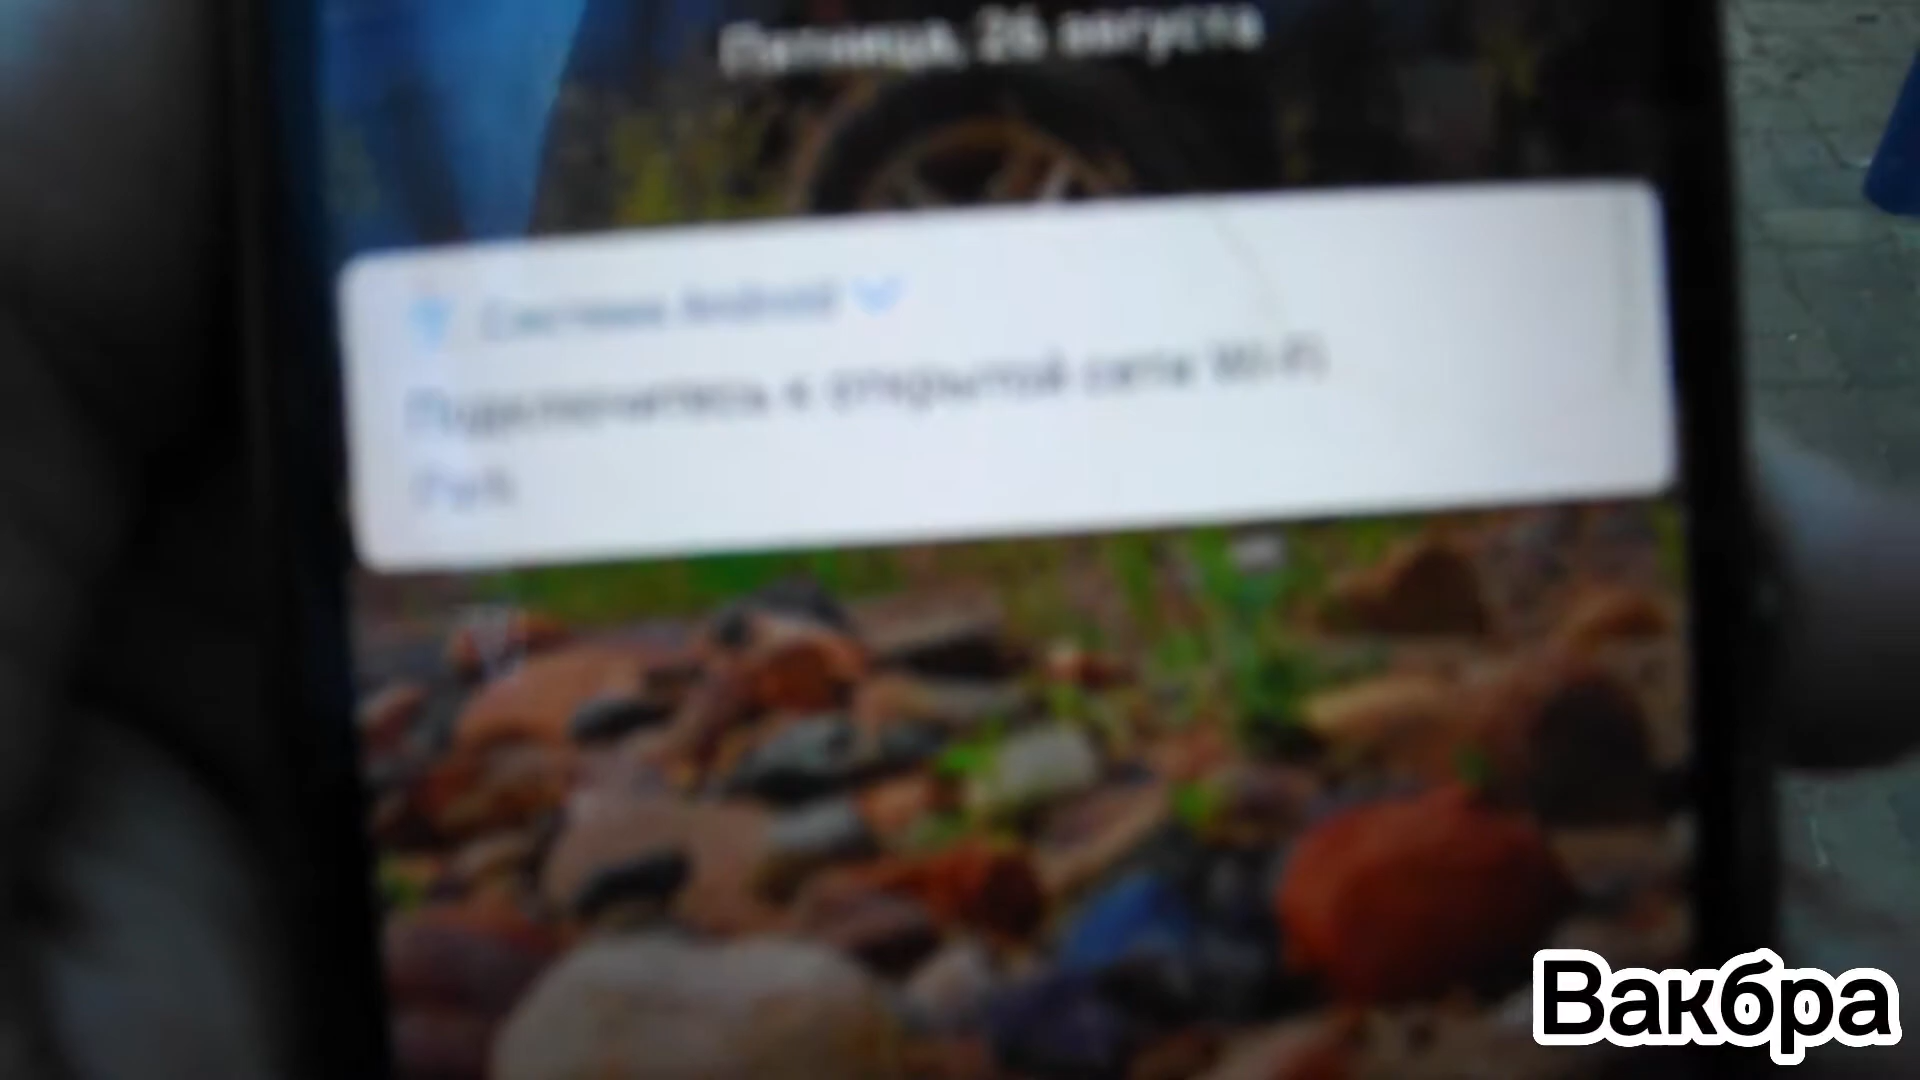 Пятница, 26 августа
Система Android
Подключитесь к открытой сети Wi-Fi
Вакбра